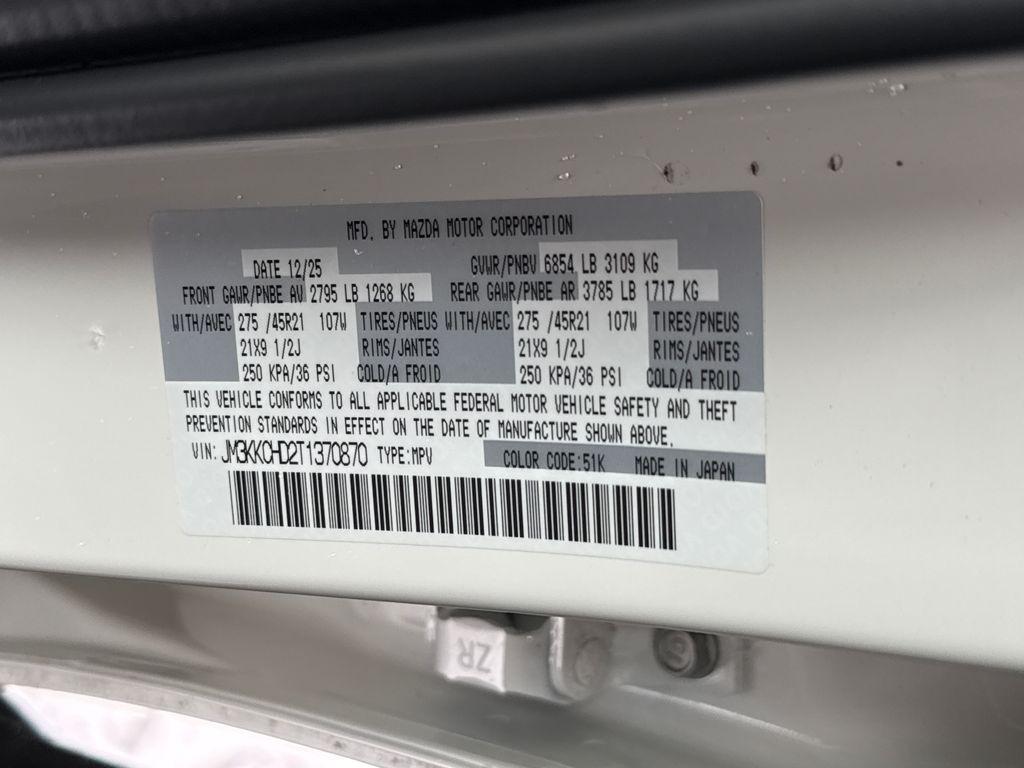 MFD. BY MAZDA MOTOR CORPORATION
DATE 12/25 GVWR/PNBV 6854 LB 3109 KG
FRONT GAWR/PNBE AV 2795 LB 1268 KG REAR GAWR/PNBE AR 3785 LB 1717 KG
WITH/AVEC 275 /45R21 107W TIRES/PNEUS WITH/AVEC 275 /45R21 107W TIRES/PNEUS
21X9 1/2J RIMS/JANTES 21X9 1/2J RIMS/JANTES
250 KPA/36 PSI COLD/A FROID 250 KPA/36 PSI COLD/A FROID
THIS VEHICLE CONFORMS TO ALL APPLICABLE FEDERAL MOTOR VEHICLE SAFETY AND THEFT
PREVENTION STANDARDS IN EFFECT ON THE DATE OF MANUFACTURE SHOWN ABOVE.
VIN: JM3KKCHD2T1370870 TYPE:MPV COLOR CODE:51K MADE IN JAPAN
ZR